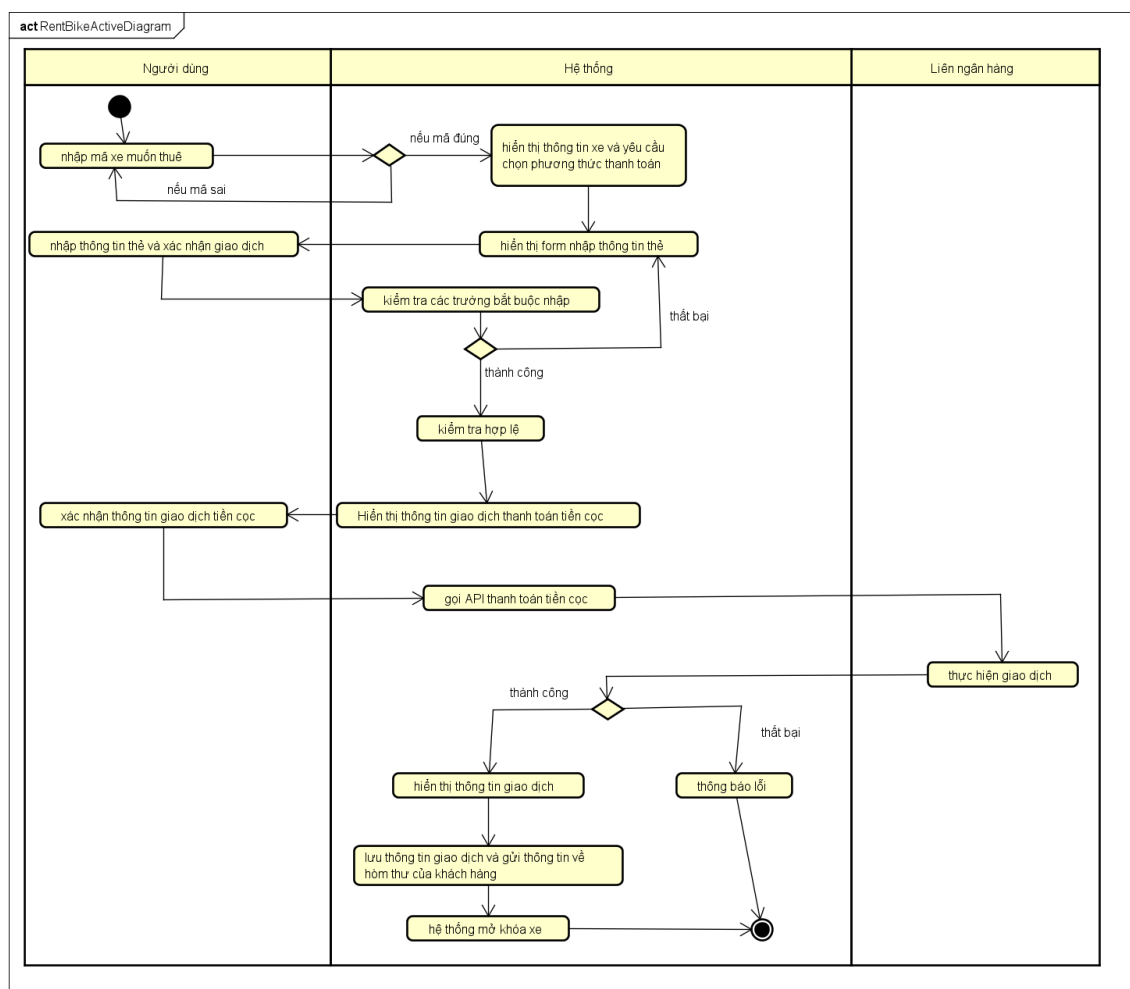 act RentBikeActiveDiagram
Người dùng
Hệ thống
Liên ngân hàng
nhập mã xe muốn thuê
nếu mã đúng
hiển thị thông tin xe và yêu cầu
chọn phương thức thanh toán
nếu mã sai
nhập thông tin thẻ và xác nhận giao dịch
hiển thị form nhập thông tin thẻ
kiểm tra các trường bắt buộc nhập
thất bại
thành công
kiểm tra hợp lệ
xác nhận thông tin giao dịch tiền cọc
Hiển thị thông tin giao dịch thanh toán tiền cọc
gọi API thanh toán tiền cọc
thực hiện giao dịch
thành công
thất bại
hiển thị thông tin giao dịch
thông báo lỗi
lưu thông tin giao dịch và gửi thông tin về
hòm thư của khách hàng
hệ thống mở khóa xe